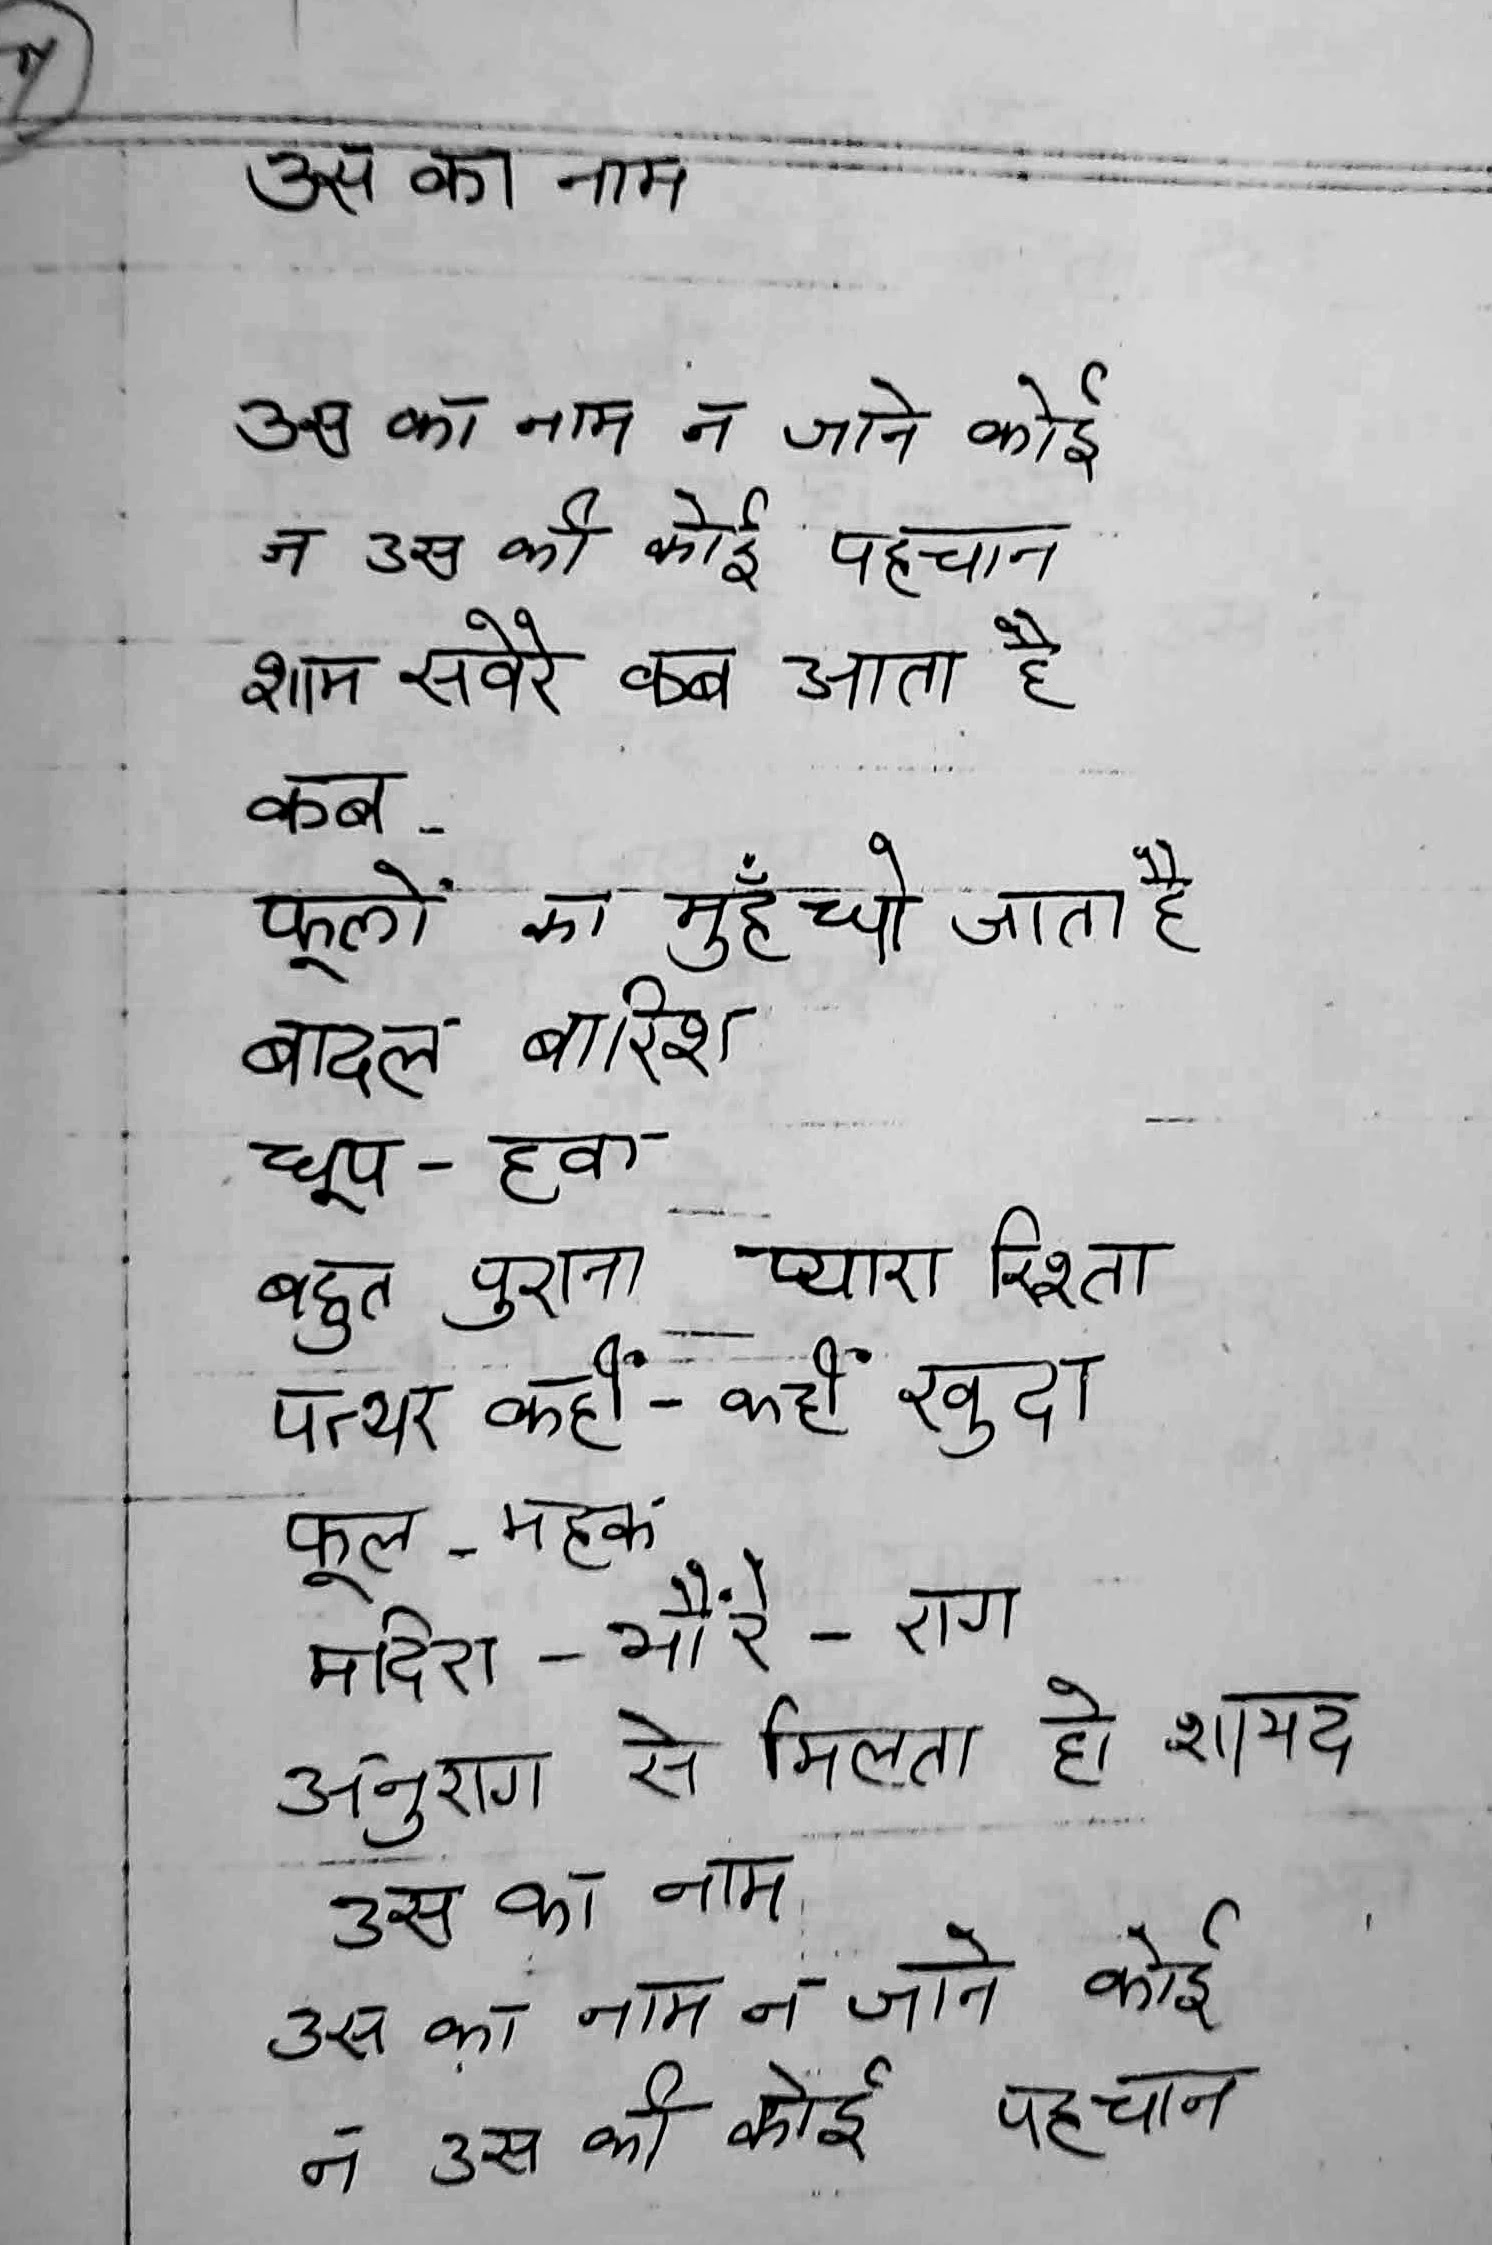 उस का नाम
उस का नाम न जाने कोई
न उस की कोई पहचान
शाम सवेरे कब आता है
कब -
फूलों का मुहँ धो जाता है
बादल बारिश
धूप - हवा
बहुत पुराना प्यारा रिश्ता
पत्थर कहीं - कहीं खुदा
फूल - महक
मदिरा - भौंरे - राग
अनुराग से मिलता हो शायद
उस का नाम
उस का नाम न जाने कोई
न उस की कोई पहचान